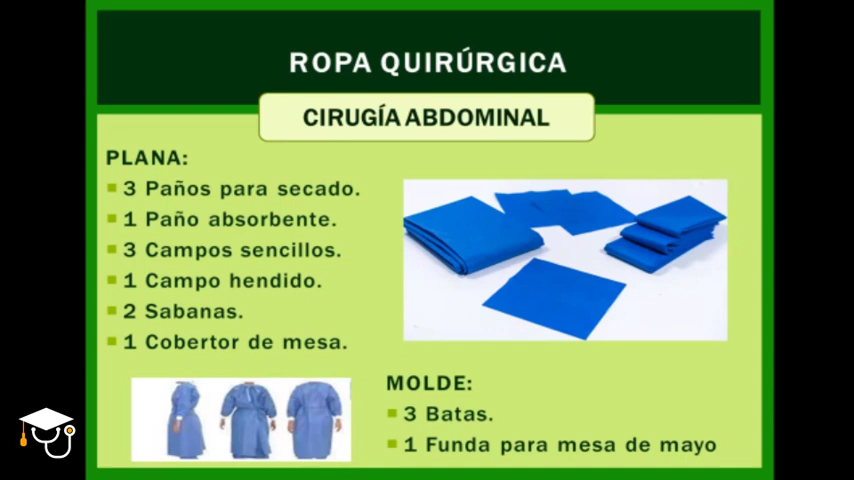 ROPA QUIRÚRGICA
CIRUGÍA ABDOMINAL
PLANA:
3 Paños para secado.
1 Paño absorbente.
3 Campos sencillos.
1 Campo hendido.
2 Sabanas.
1 Cobertor de mesa.
MOLDE:
3 Batas.
1 Funda para mesa de mayo